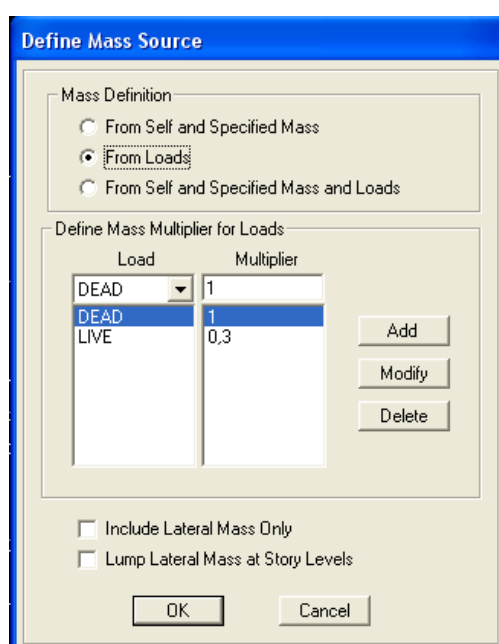 Define Mass Source
Mass Definition
From Self and Specified Mass
From Loads
From Self and Specified Mass and Loads
Define Mass Multiplier for Loads
Load Multiplier
DEAD 1
DEAD 1
LIVE 0,3
Add
Modify
Delete
Include Lateral Mass Only
Lump Lateral Mass at Story Levels
OK Cancel